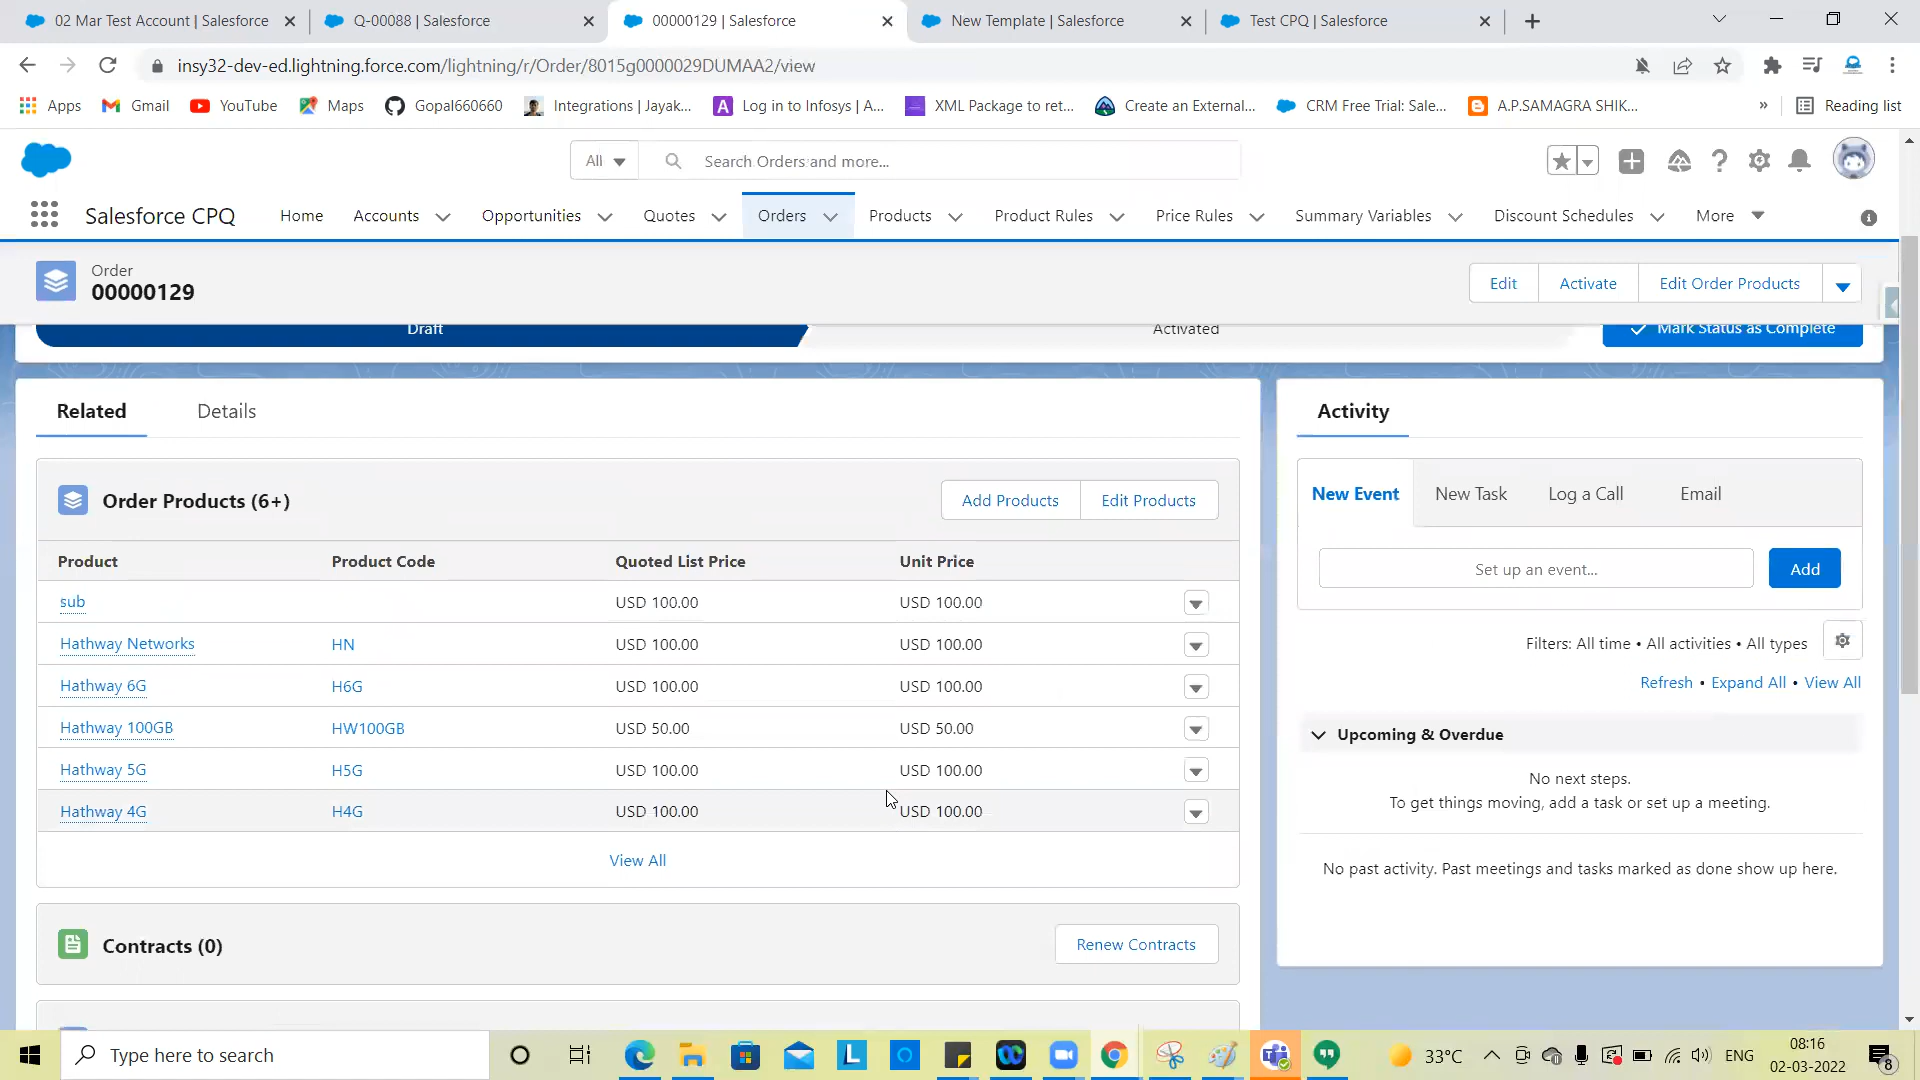 02 Mar Test Account | Salesforce
Q-00088 | Salesforce
00000129 | Salesforce
New Template | Salesforce
Test CPQ | Salesforce
insy32-dev-ed.lightning.force.com/lightning/r/Order/8015g0000029DUMAA2/view
Apps
Gmail
YouTube
Maps
Gopal660660
Integrations | Jayak...
Log in to Infosys | A...
XML Package to ret...
Create an External...
CRM Free Trial: Sale...
A.P.SAMAGRA SHIK...
»
Reading list
All
Search Orders and more...
Salesforce CPQ
Home
Accounts
Opportunities
Quotes
Orders
Products
Product Rules
Price Rules
Summary Variables
Discount Schedules
More
Order
00000129
Edit
Activate
Edit Order Products
Draft
Activated
Mark Status as Complete
Related
Details
Order Products (6+)
Add Products
Edit Products
Product Product Code Quoted List Price Unit Price
sub USD 100.00 USD 100.00
Hathway Networks HN USD 100.00 USD 100.00
Hathway 6G H6G USD 100.00 USD 100.00
Hathway 100GB HW100GB USD 50.00 USD 50.00
Hathway 5G H5G USD 100.00 USD 100.00
Hathway 4G H4G USD 100.00 USD 100.00
View All
Contracts (0)
Renew Contracts
Activity
New Event
New Task
Log a Call
Email
Set up an event...
Add
Filters: All time • All activities • All types
Refresh • Expand All • View All
Upcoming & Overdue
No next steps.
To get things moving, add a task or set up a meeting.
No past activity. Past meetings and tasks marked as done show up here.
Type here to search
33°C
ENG
08:16
02-03-2022
8